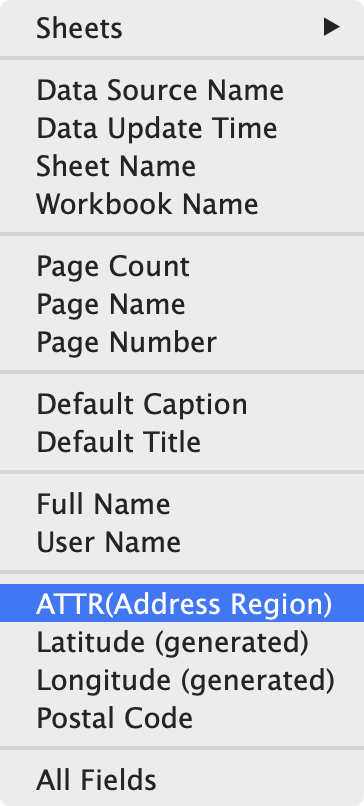 Sheets
Data Source Name
Data Update Time
Sheet Name
Workbook Name
Page Count
Page Name
Page Number
Default Caption
Default Title
Full Name
User Name
ATTR(Address Region)
Latitude (generated)
Longitude (generated)
Postal Code
All Fields